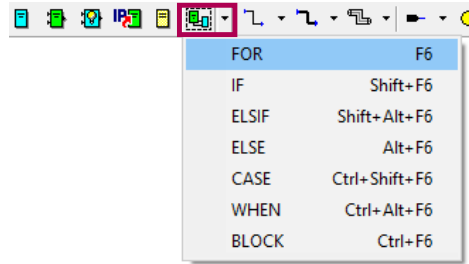 IP
FOR F6
IF Shift+F6
ELSIF Shift+Alt+F6
ELSE Alt+F6
CASE Ctrl+Shift+F6
WHEN Ctrl+Alt+F6
BLOCK Ctrl+F6